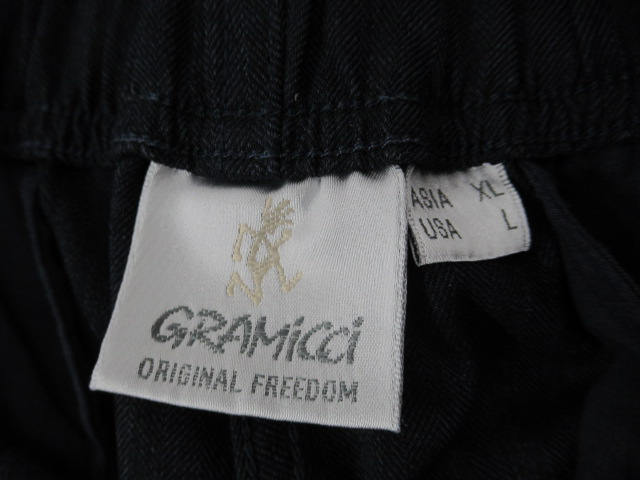 GRAMiCCi
ORIGINAL FREEDOM
ASIA XL
USA L